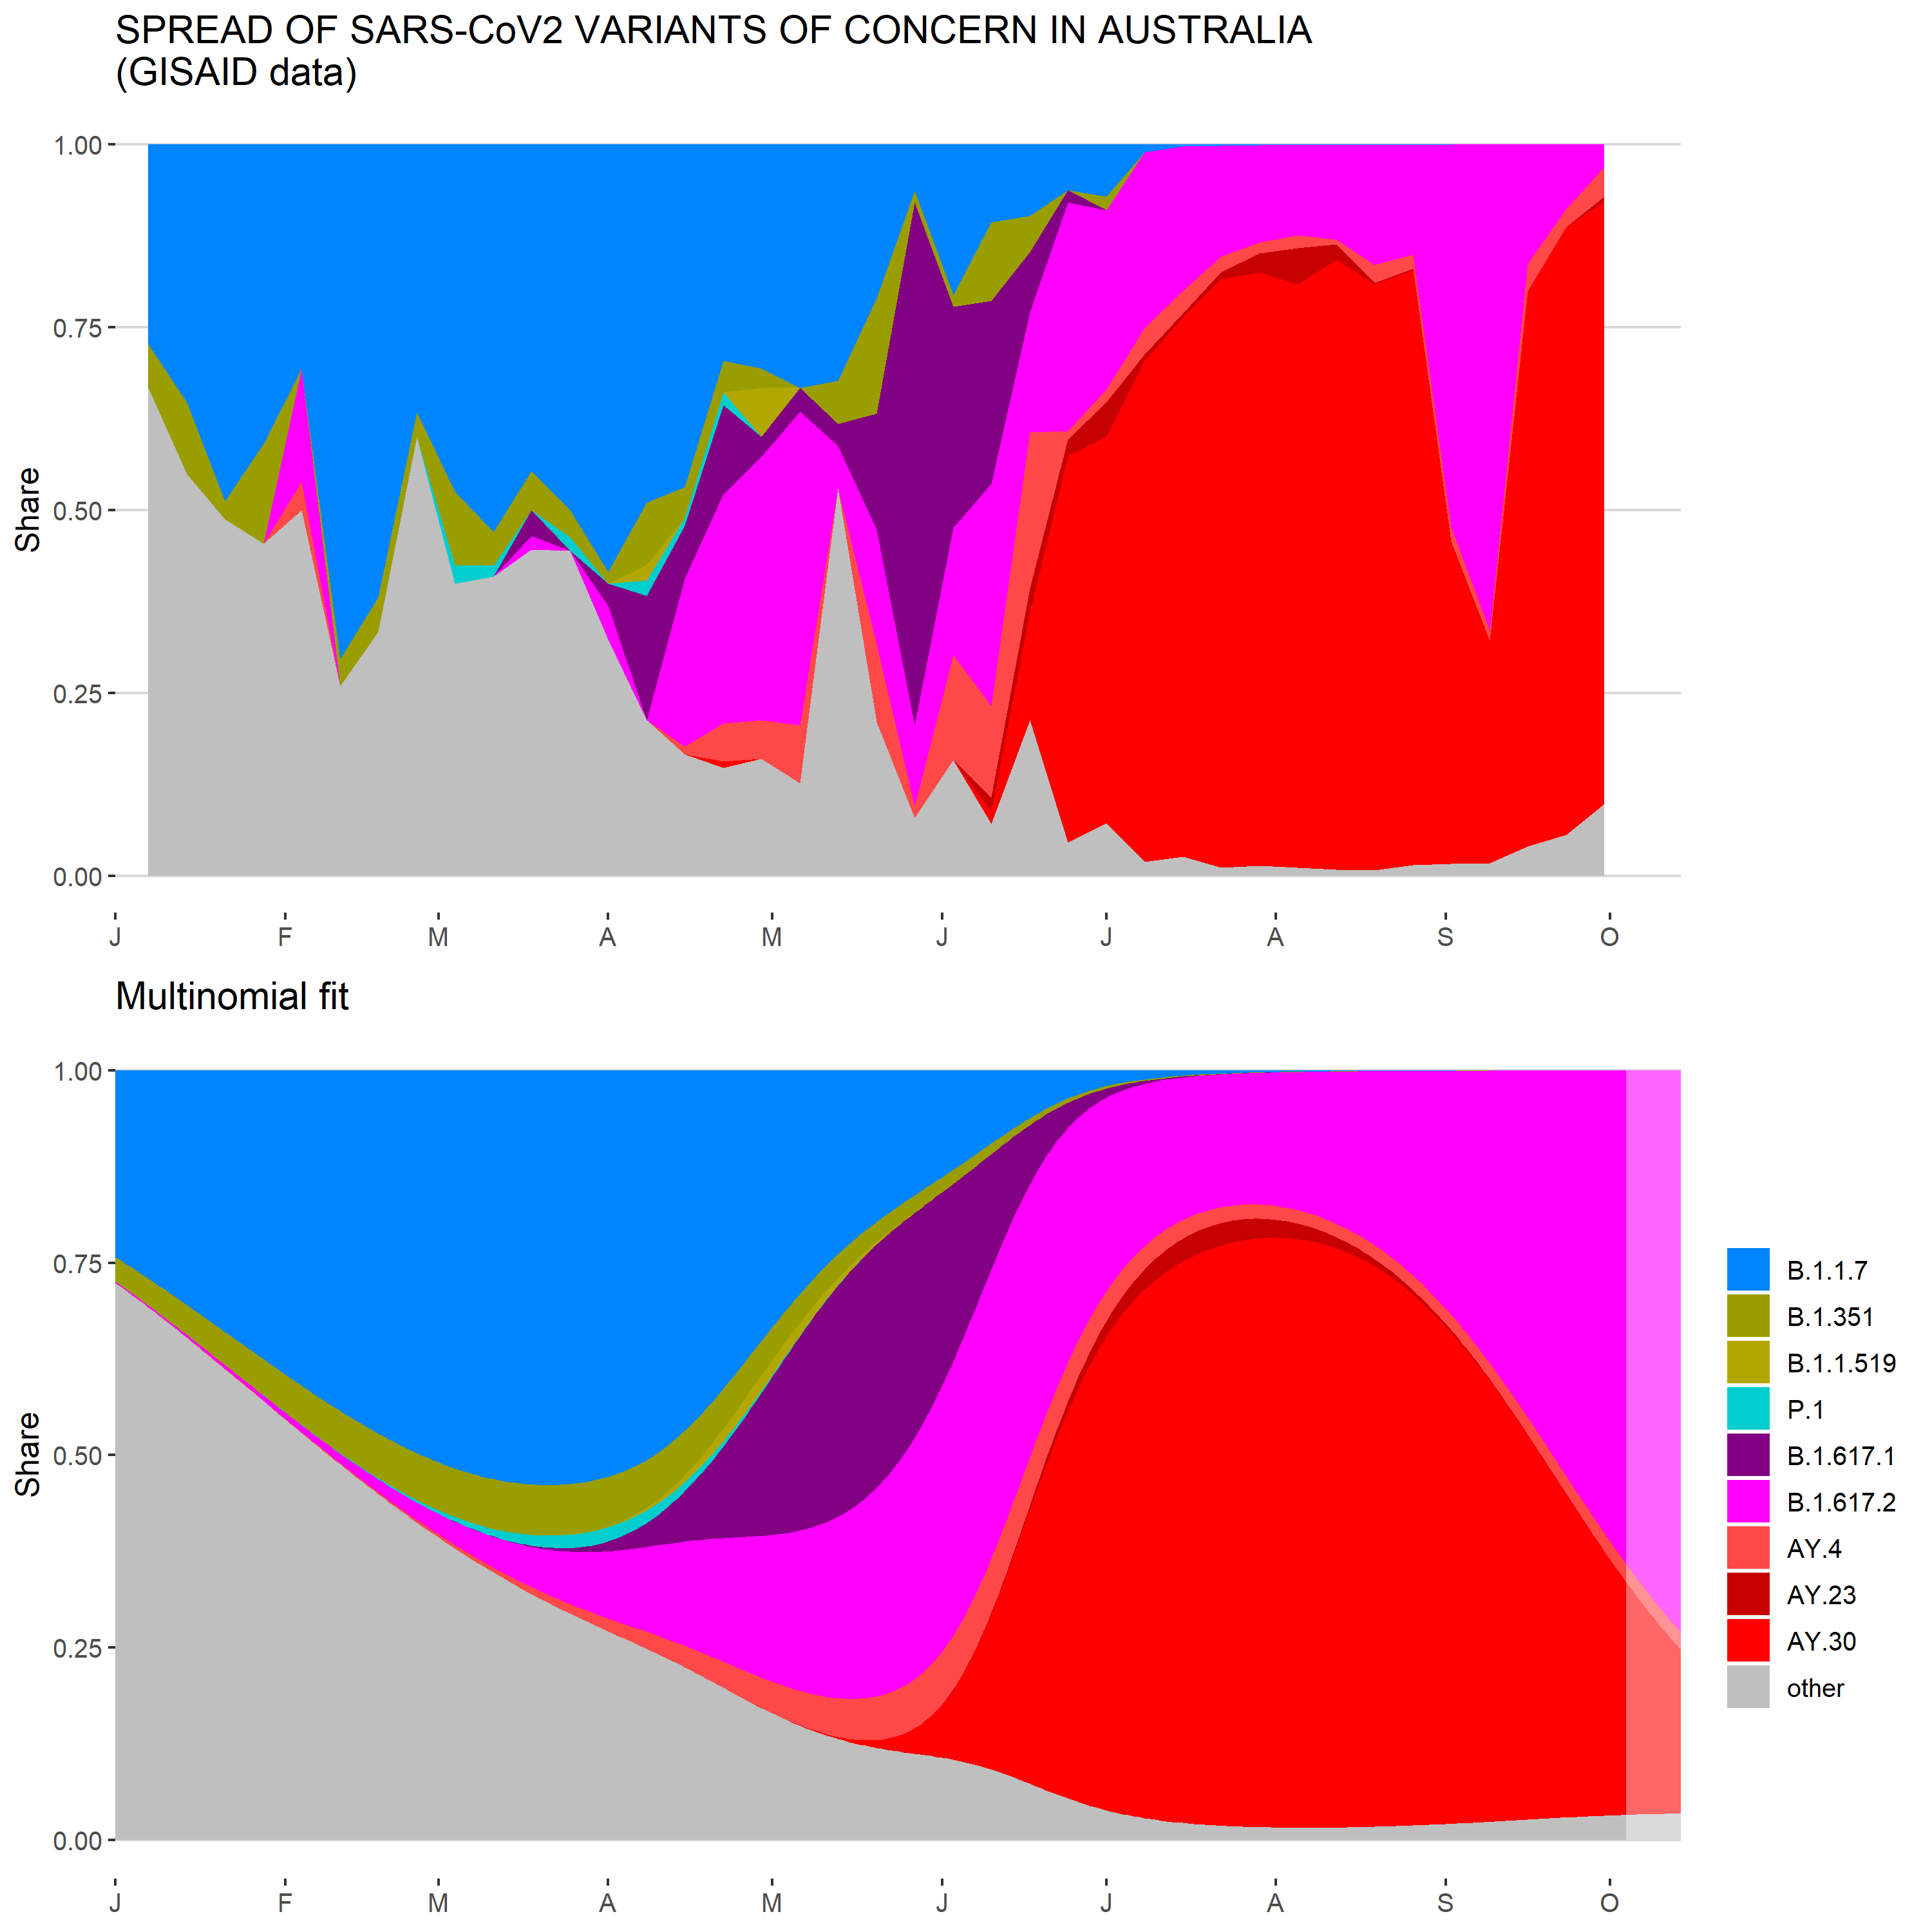 SPREAD OF SARS-CoV2 VARIANTS OF CONCERN IN AUSTRALIA
(GISAID data)
Share
1.00
0.75
0.50
0.25
0.00
J F M A M J J A S O
Multinomial fit
Share
1.00
0.75
0.50
0.25
0.00
J F M A M J J A S O
B.1.1.7
B.1.351
B.1.1.519
P.1
B.1.617.1
B.1.617.2
AY.4
AY.23
AY.30
other